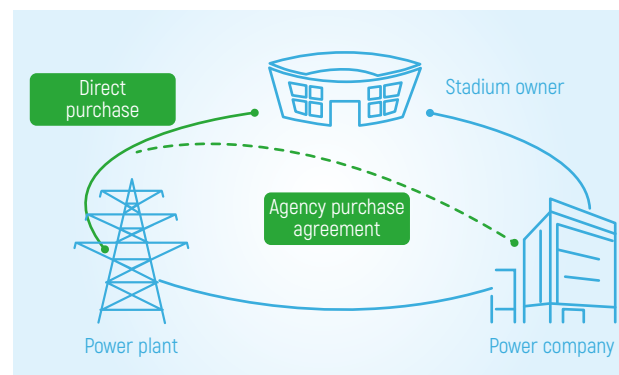 Direct
purchase
Stadium owner
Agency purchase
agreement
Power plant
Power company